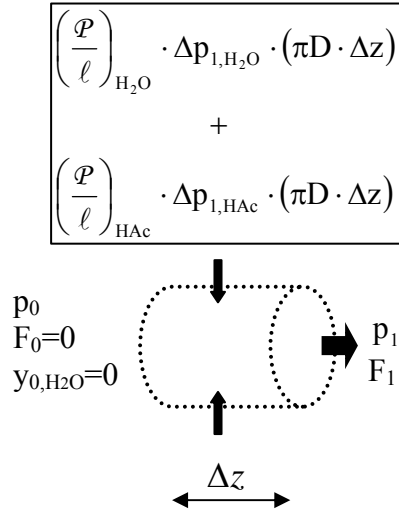 (𝒫/ℓ)H₂O · Δp₁,H₂O · (πD · Δz)
+
(𝒫/ℓ)HAc · Δp₁,HAc · (πD · Δz)
p₀
F₀=0
y₀,H2O=0
p₁
F₁
Δz